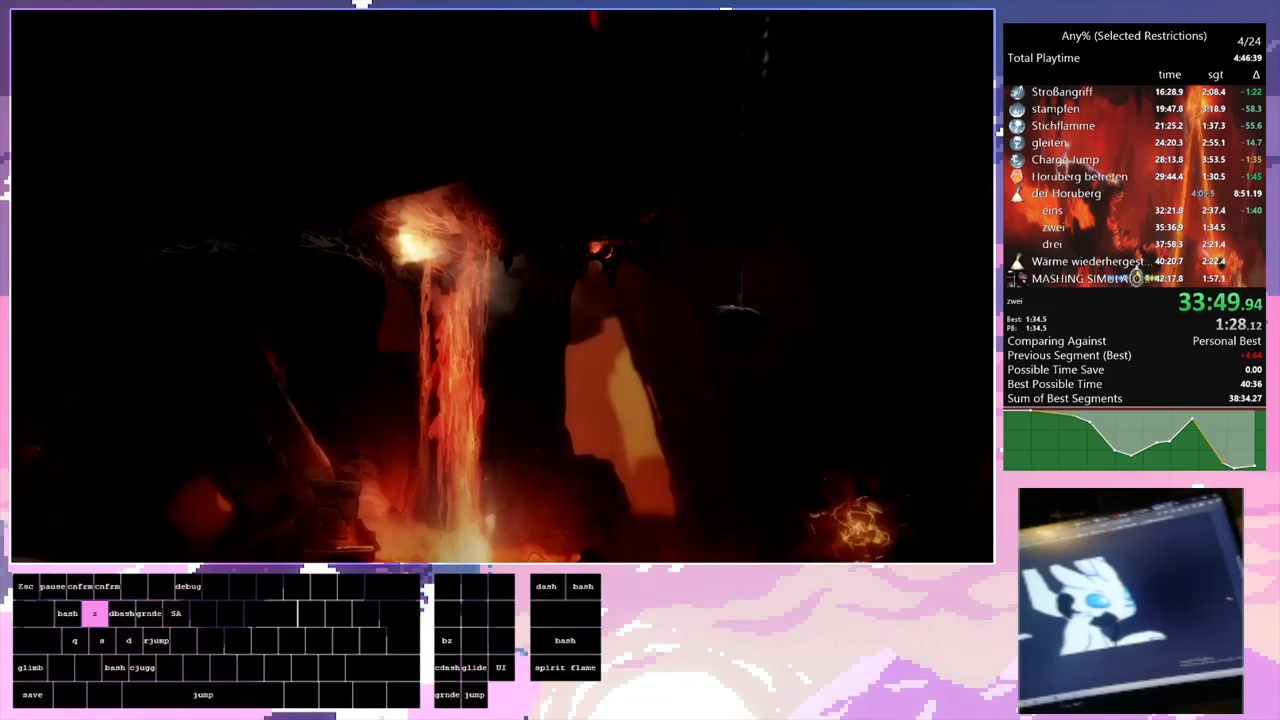 Any% (Selected Restrictions)
4/24
Total Playtime 4:46:39
time sgt Δ
Stroßangriff 16:28.9 2:08.4 −1:22
stampfen 19:47.8 3:18.9 −58.3
Stichflamme 21:25.2 1:37.3 −55.6
gleiten 24:20.3 2:55.1 −14.7
Charge Jump 28:13.8 3:53.5 −1:35
Horuberg betreten 29:44.4 1:30.5 −1:45
der Horuberg 4:05.5 8:51.19
eins 32:21.8 2:37.4 −1:40
zwei 35:36.9 1:34.5
drei 37:58.3 2:21.4
Wärme wiederhergest... 40:20.7 2:22.4
MASHING SIMULATO 42:17.8 1:57.1
zwei 33:49.94
Best: 1:34.5
PB: 1:34.5
1:28.12
Comparing Against Personal Best
Previous Segment (Best) +4.64
Possible Time Save 0.00
Best Possible Time 40:36
Sum of Best Segments 38:34.27
Esc pause cnfrm cnfrm debug dash bash
bash z dbash grnde SA
q s d rjump bz bash
glimb bash cjugg cdash glide UI spirit flame
save jump grnde jump